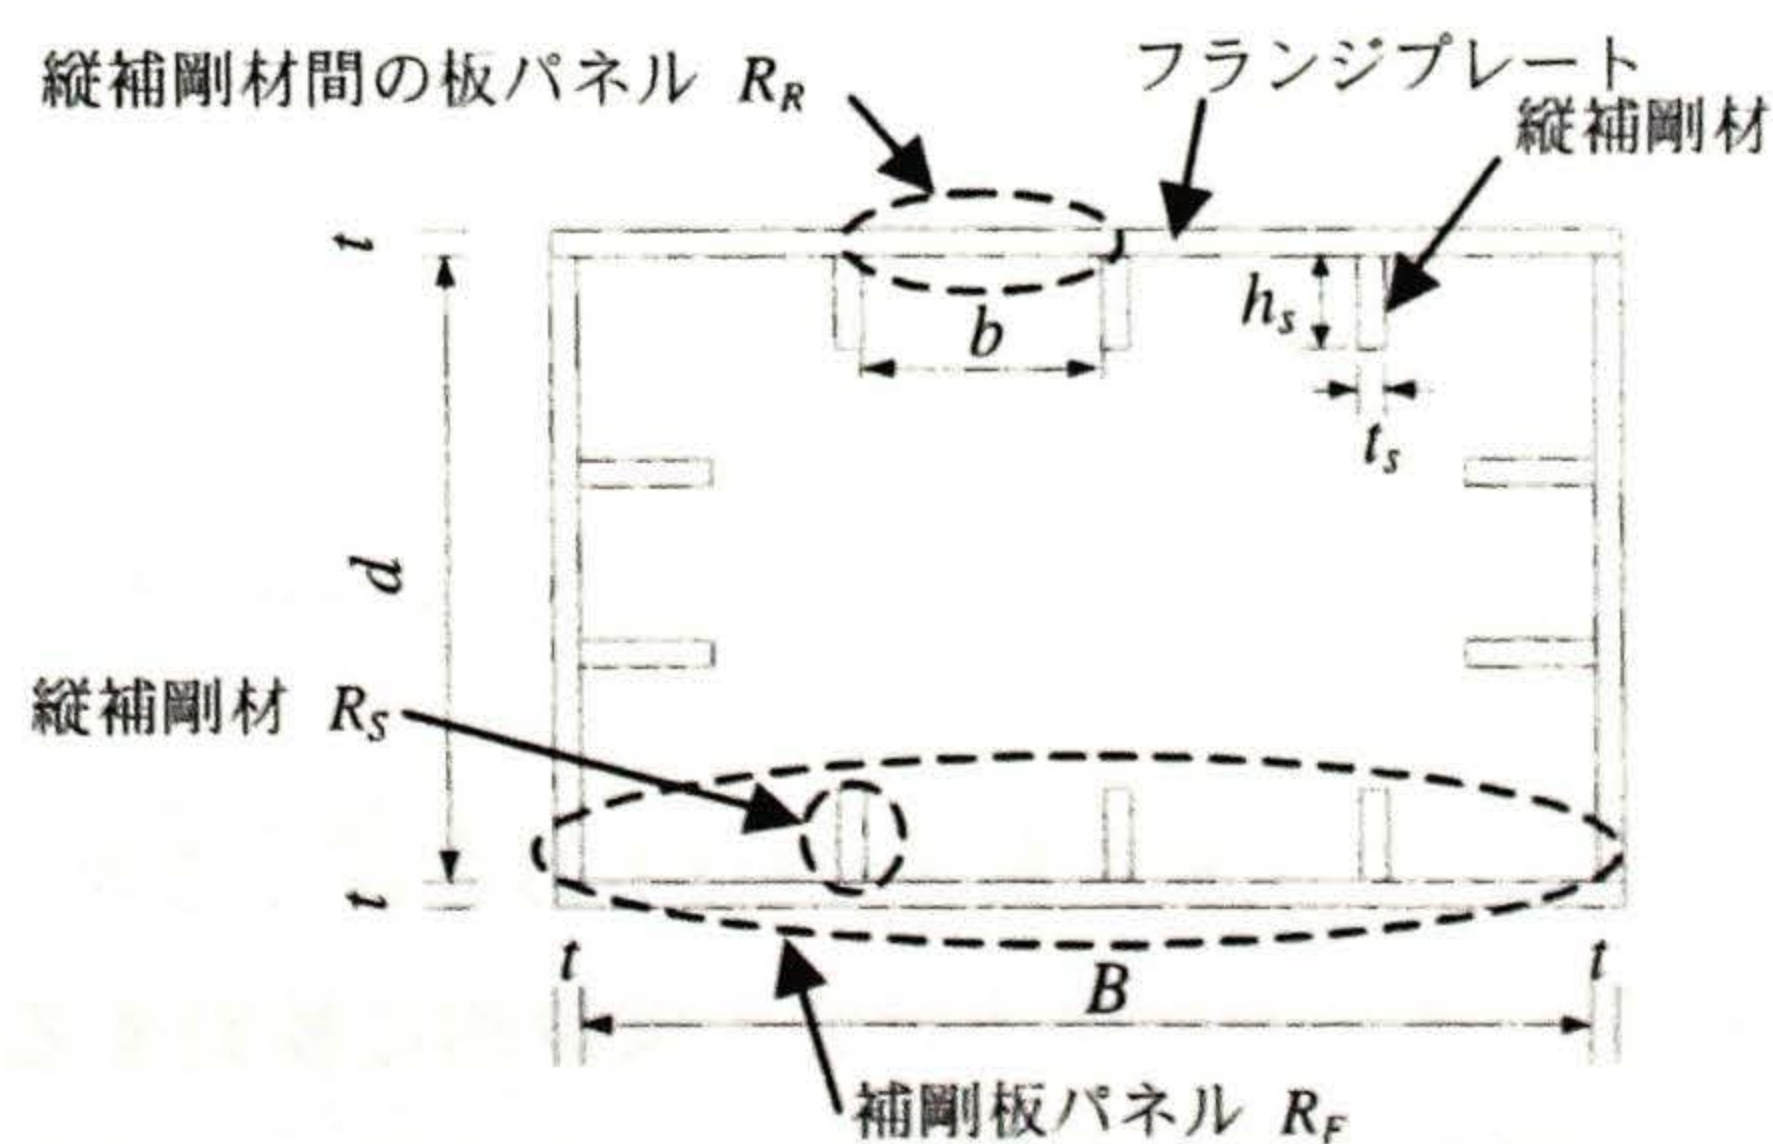 縦補剛材間の板パネル R_R
フランジプレート
縦補剛材
t
h_s
b
t_s
d
縦補剛材 R_S
t
t
B
t
補剛板パネル R_F